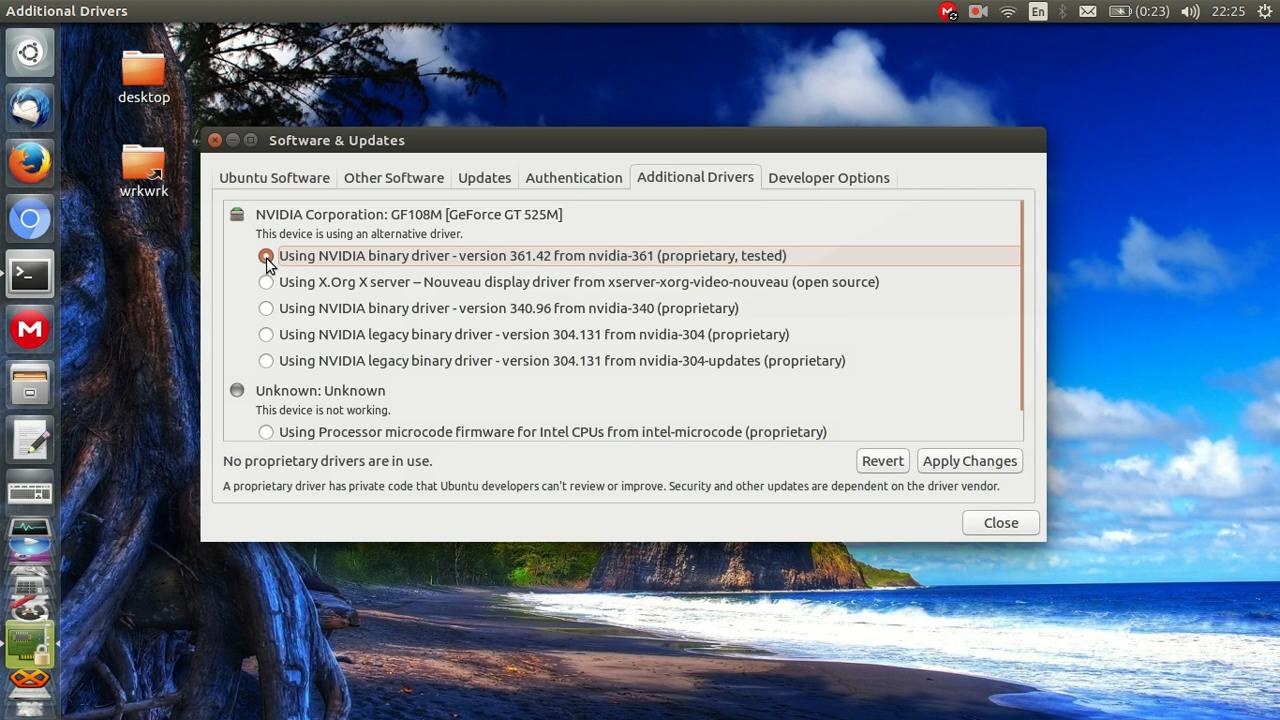 Additional Drivers
En
(0:23)
22:25
desktop
wrkwrk
Software & Updates
Ubuntu Software
Other Software
Updates
Authentication
Additional Drivers
Developer Options
NVIDIA Corporation: GF108M [GeForce GT 525M]
This device is using an alternative driver.
Using NVIDIA binary driver - version 361.42 from nvidia-361 (proprietary, tested)
Using X.Org X server – Nouveau display driver from xserver-xorg-video-nouveau (open source)
Using NVIDIA binary driver - version 340.96 from nvidia-340 (proprietary)
Using NVIDIA legacy binary driver - version 304.131 from nvidia-304 (proprietary)
Using NVIDIA legacy binary driver - version 304.131 from nvidia-304-updates (proprietary)
Unknown: Unknown
This device is not working.
Using Processor microcode firmware for Intel CPUs from intel-microcode (proprietary)
No proprietary drivers are in use.
Revert
Apply Changes
A proprietary driver has private code that Ubuntu developers can't review or improve. Security and other updates are dependent on the driver vendor.
Close